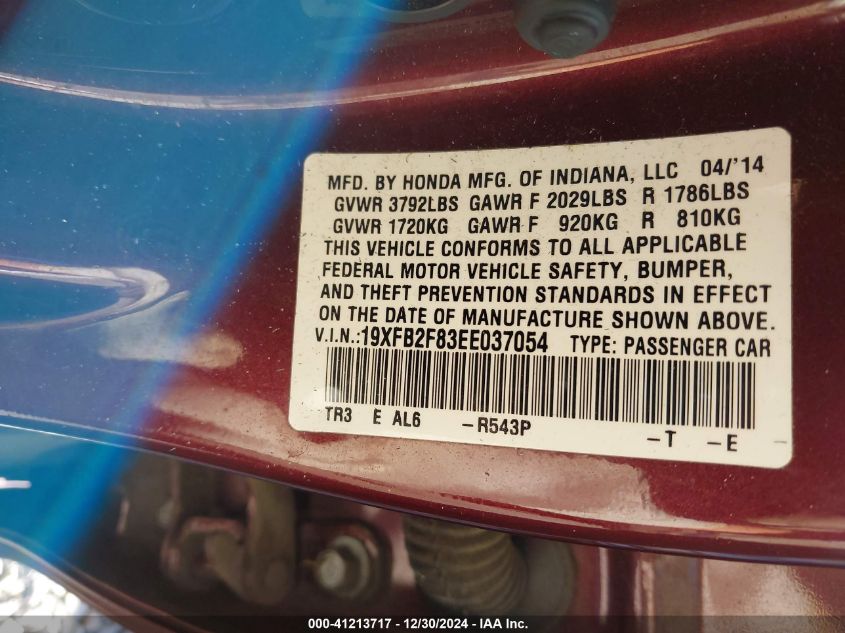 MFD. BY HONDA MFG. OF INDIANA, LLC 04/'14
GVWR 3792LBS GAWR F 2029LBS R 1786LBS
GVWR 1720KG GAWR F 920KG R 810KG
THIS VEHICLE CONFORMS TO ALL APPLICABLE
FEDERAL MOTOR VEHICLE SAFETY, BUMPER,
AND THEFT PREVENTION STANDARDS IN EFFECT
ON THE DATE OF MANUFACTURE SHOWN ABOVE.
V.I.N.:19XFB2F83EE037054 TYPE: PASSENGER CAR
TR3 E AL6 –R543P –T –E –
000-41213717 - 12/30/2024 - IAA Inc.